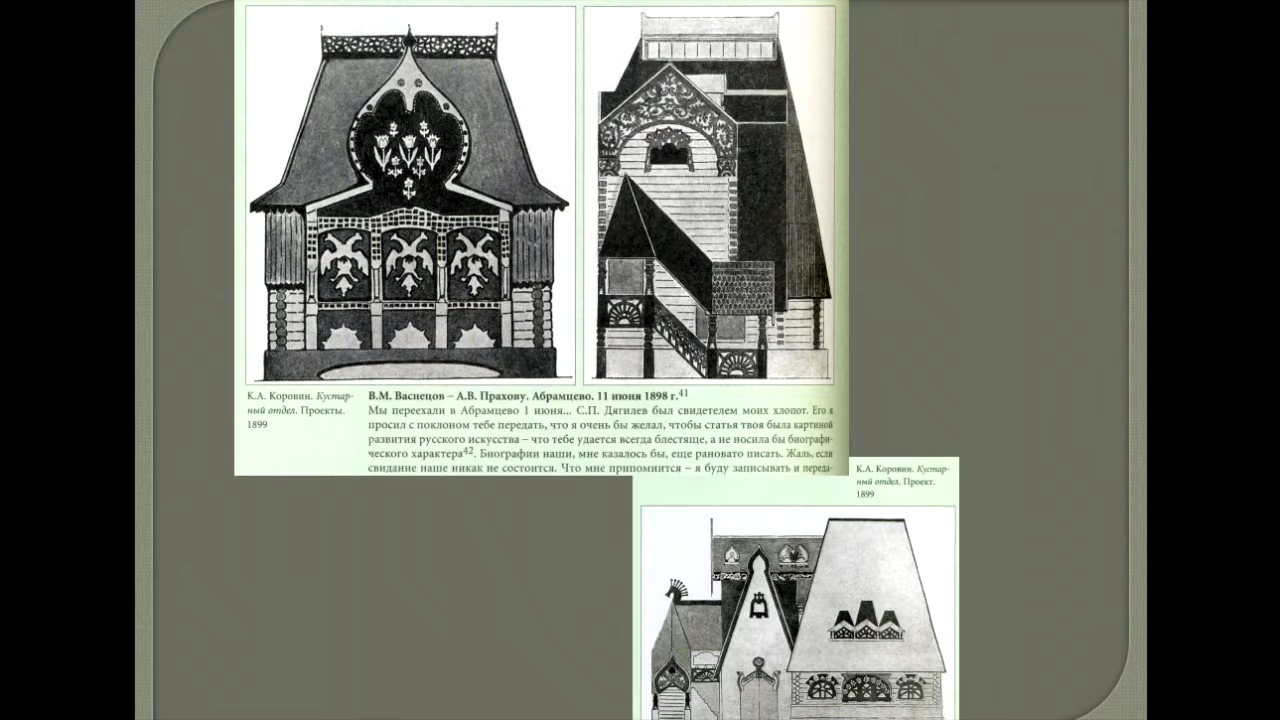 К.А. Коровин. Кустар-
ный отдел. Проекты.
1899
В.М. Васнецов – А.В. Прахову. Абрамцево. 11 июня 1898 г.41
Мы переехали в Абрамцево 1 июня... С.П. Дягилев был свидетелем моих хлопот. Его я
просил с поклоном тебе передать, что я очень бы желал, чтобы статья твоя была картиной
развития русского искусства – что тебе удается всегда блестяще, а не носила бы биографи-
ческого характера42. Биографии наши, мне казалось бы, еще рановато писать. Жаль, если
свидание наше никак не состоится. Что мне припомнится – я буду записывать и переда-
К.А. Коровин. Кустар-
ный отдел. Проект.
1899